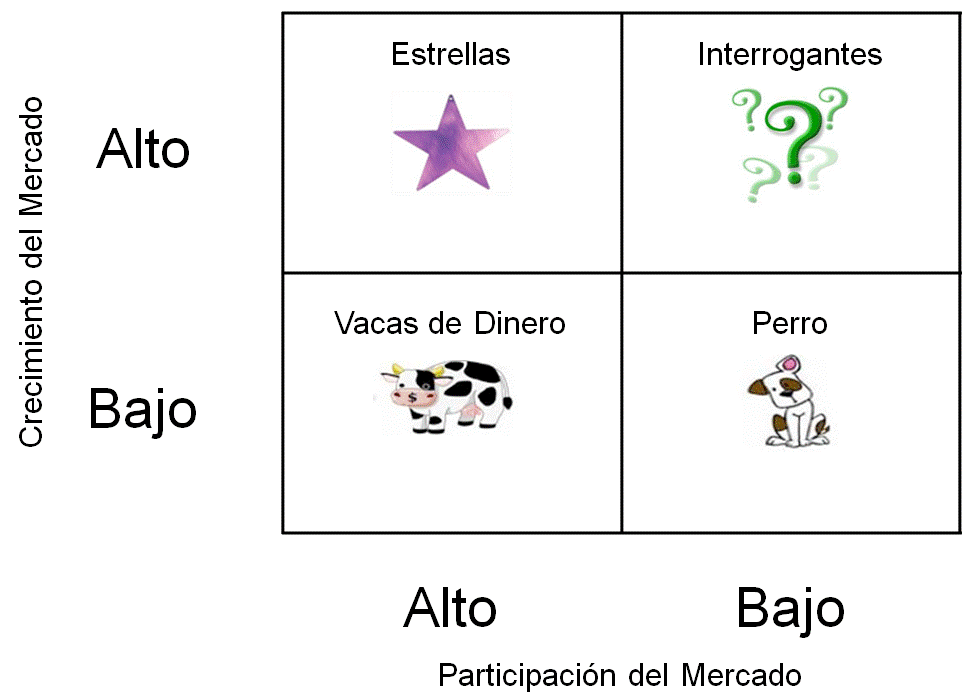 Estrellas
Interrogantes
Crecimiento del Mercado
Alto
Vacas de Dinero
$
Perro
Bajo
Alto
Bajo
Participación del Mercado